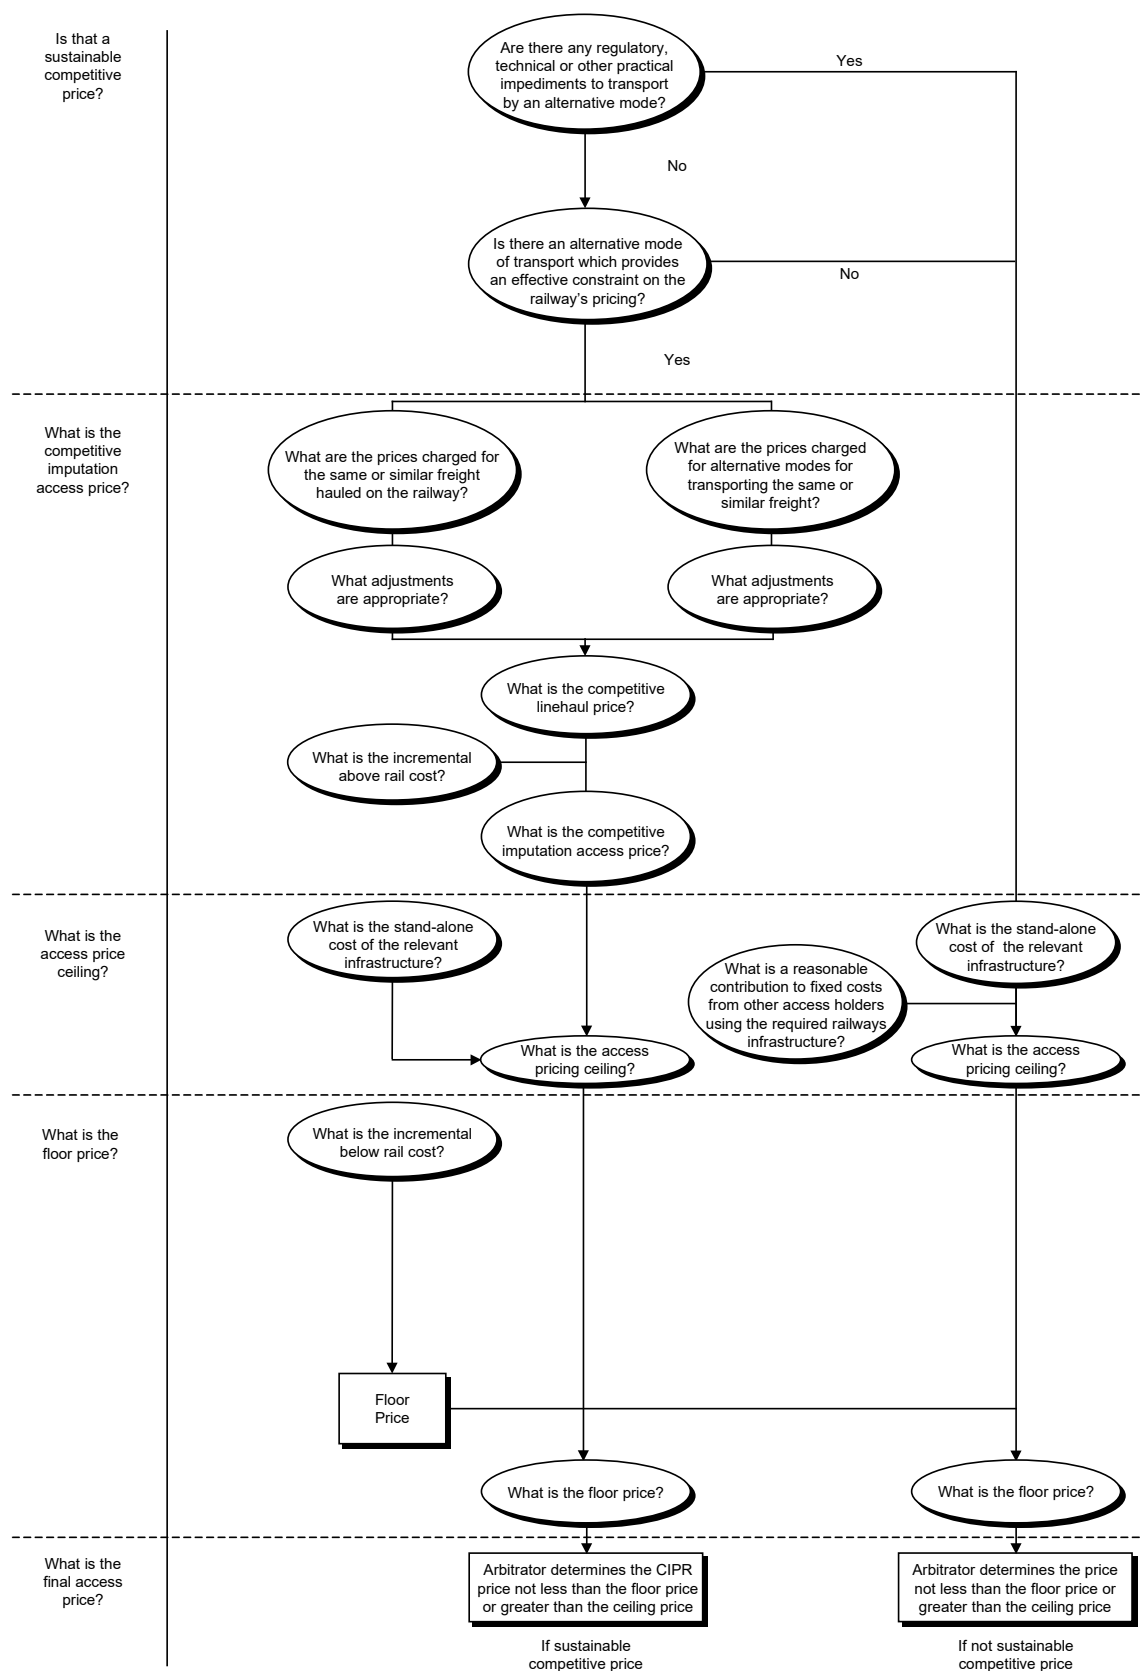 Is that a
sustainable
competitive
price?
Are there any regulatory,
technical or other practical
impediments to transport
by an alternative mode?
Yes
No
Is there an alternative mode
of transport which provides
an effective constraint on the
railway's pricing?
No
Yes
What is the
competitive
imputation
access price?
What are the prices charged for
the same or similar freight
hauled on the railway?
What are the prices charged
for alternative modes for
transporting the same or
similar freight?
What adjustments
are appropriate?
What adjustments
are appropriate?
What is the competitive
linehaul price?
What is the incremental
above rail cost?
What is the competitive
imputation access price?
What is the
access price
ceiling?
What is the stand-alone
cost of the relevant
infrastructure?
What is the stand-alone
cost of  the relevant
infrastructure?
What is a reasonable
contribution to fixed costs
from other access holders
using the required railways
infrastructure?
What is the access
pricing ceiling?
What is the access
pricing ceiling?
What is the
floor price?
What is the incremental
below rail cost?
Floor
Price
What is the floor price?
What is the floor price?
What is the
final access
price?
Arbitrator determines the CIPR
price not less than the floor price
or greater than the ceiling price
Arbitrator determines the price
not less than the floor price or
greater than the ceiling price
If sustainable
competitive price
If not sustainable
competitive price